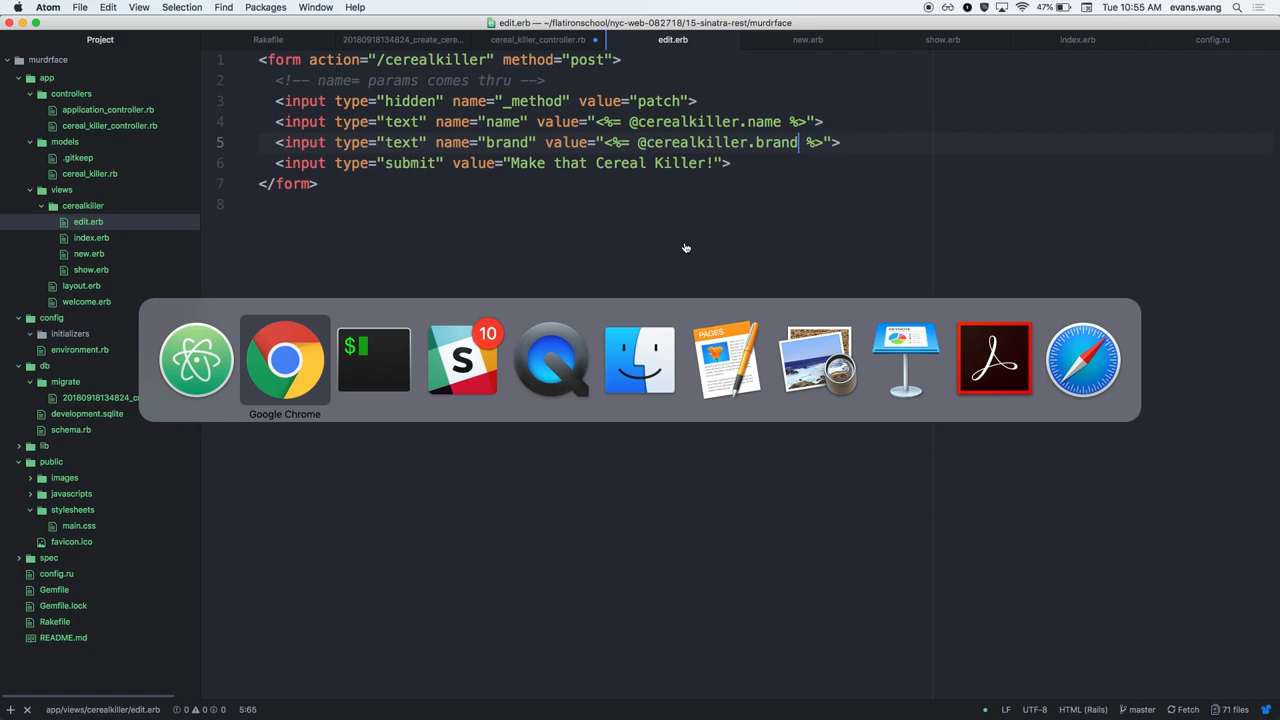 Atom File Edit View Selection Find Packages Window Help
47% Tue 10:55 AM evans.wang
edit.erb — ~/flatironschool/nyc-web-082718/15-sinatra-rest/murdrface
Project
Rakefile 20180918134824_create_cere... cereal_killer_controller.rb edit.erb new.erb show.erb index.erb config.ru
murdrface
app
controllers
application_controller.rb
cereal_killer_controller.rb
models
.gitkeep
cereal_killer.rb
views
cerealkiller
edit.erb
index.erb
new.erb
show.erb
layout.erb
welcome.erb
config
initializers
environment.rb
db
migrate
20180918134824_c
development.sqlite
schema.rb
lib
public
images
javascripts
stylesheets
main.css
favicon.ico
spec
config.ru
Gemfile
Gemfile.lock
Rakefile
README.md
1 <form action="/cerealkiller" method="post">
2 <!-- name= params comes thru -->
3 <input type="hidden" name="_method" value="patch">
4 <input type="text" name="name" value="<%= @cerealkiller.name %>">
5 <input type="text" name="brand" value="<%= @cerealkiller.brand %>">
6 <input type="submit" value="Make that Cereal Killer!">
7 </form>
8
$
S
10
PAGES
KEYNOTE
Google Chrome
app/views/cerealkiller/edit.erb 0 0 0 5:65
LF UTF-8 HTML (Rails) master Fetch 71 files